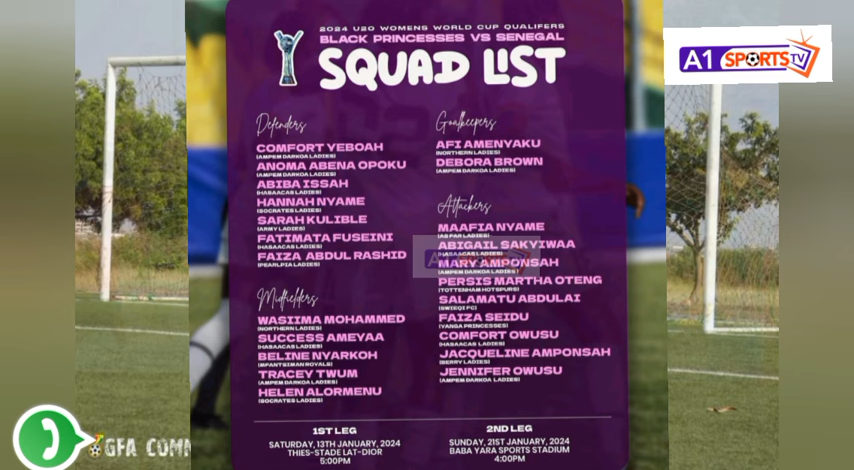 2024 U20 WOMENS WORLD CUP QUALIFERS
BLACK PRINCESSES VS SENEGAL
SQUAD LIST
A1 SPORTS TV
Defenders
COMFORT YEBOAH
(AMPEM DARKOA LADIES)
ANOMA ABENA OPOKU
(AMPEM DARKOA LADIES)
ABIBA ISSAH
(HASAACAS LADIES)
HANNAH NYAME
(SOCRATES LADIES)
SARAH KULIBLE
(ARMY LADIES)
FATIMATA FUSEINI
(HASAACAS LADIES)
FAIZA ABDUL RASHID
(PEARLPIA LADIES)
Midfielders
WASIIMA MOHAMMED
(NORTHERN LADIES)
SUCCESS AMEYAA
(HASAACAS LADIES)
BELINE NYARKOH
(MFANTSIMAN ROYALS)
TRACEY TWUM
(AMPEM DARKOA LADIES)
HELEN ALORMENU
(SOCRATES LADIES)
Goalkeepers
AFI AMENYAKU
(NORTHERN LADIES)
DEBORA BROWN
(AMPEM DARKOA LADIES)
Attackers
MAAFIA NYAME
(AS FAR LADIES)
ABIGAIL SAKYIWAA
(HASAACAS LADIES)
MARY AMPONSAH
(AMPEM DARKOA LADIES)
PERSIS MARTHA OTENG
(TOTTENHAM HOTSPURS)
SALAMATU ABDULAI
(SWIEQI FC)
FAIZA SEIDU
(YANGA PRINCESSES)
COMFORT OWUSU
(HASAACAS LADIES)
JACQUELINE AMPONSAH
(BERRY LADIES)
JENNIFER OWUSU
(AMPEM DARKOA LADIES)
1ST LEG
SATURDAY, 13TH JANUARY, 2024
THIES-STADE LAT-DIOR
5:00PM
2ND LEG
SUNDAY, 21ST JANUARY, 2024
BABA YARA SPORTS STADIUM
4:00PM
GFA COMM